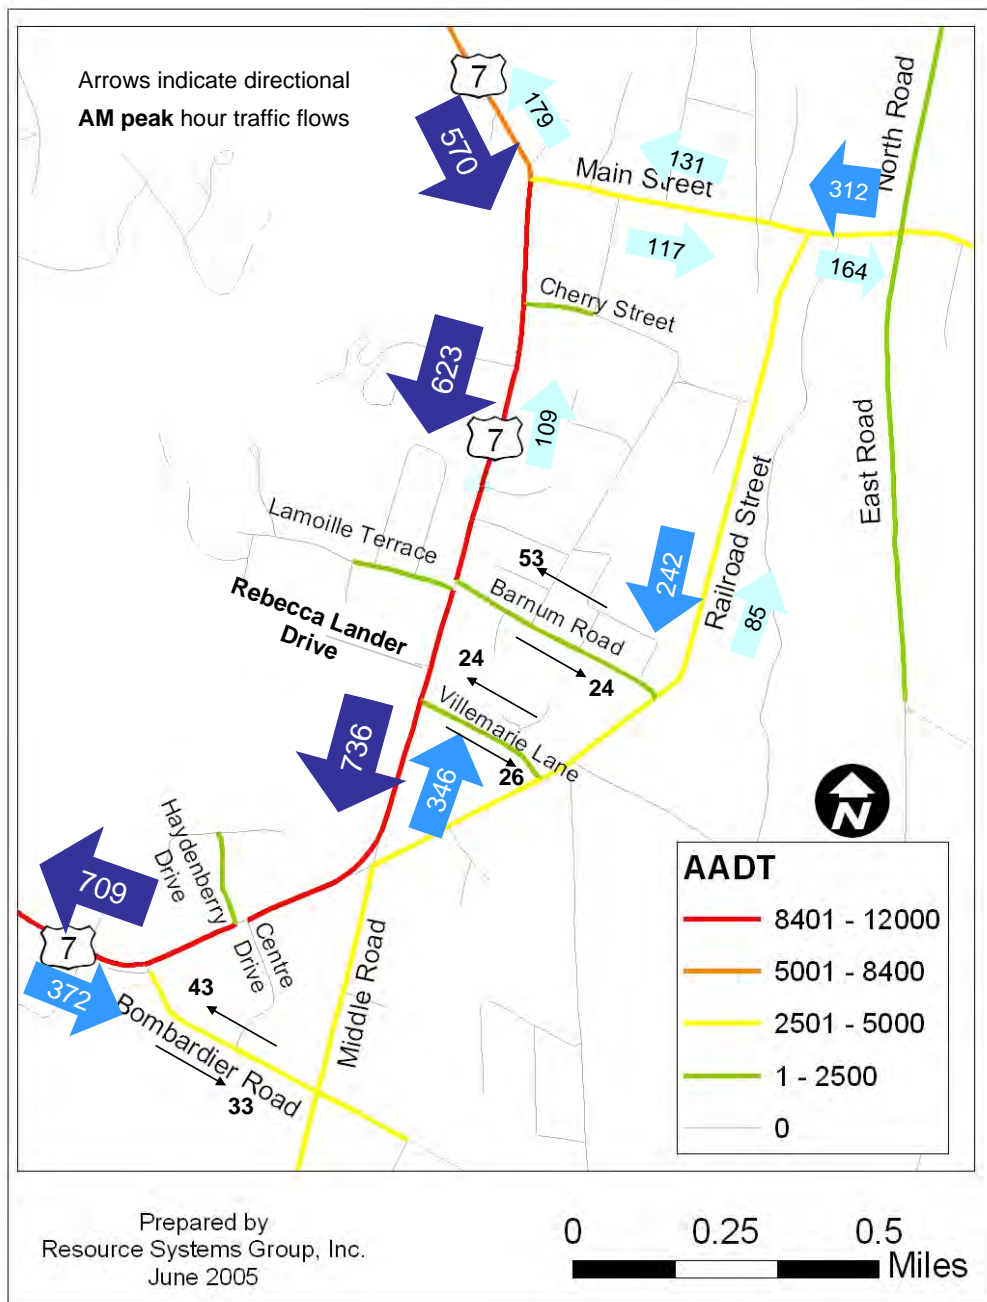 Arrows indicate directional
AM peak hour traffic flows
7
179
570
North Road
131
Main Street
312
117
164
Cherry Street
623
7
109
East Road
Lamoille Terrace
Railroad Street
53
242
Barnum Road
Rebecca Lander
Drive
85
24
24
Villemarie Lane
736
26
346
Haydenberry
Drive
709
7
Centre
Drive
372
43
Middle Road
Bombardier Road
33
N
AADT
8401 - 12000
5001 - 8400
2501 - 5000
1 - 2500
0
Prepared by
Resource Systems Group, Inc.
June 2005
0 0.25 0.5
Miles